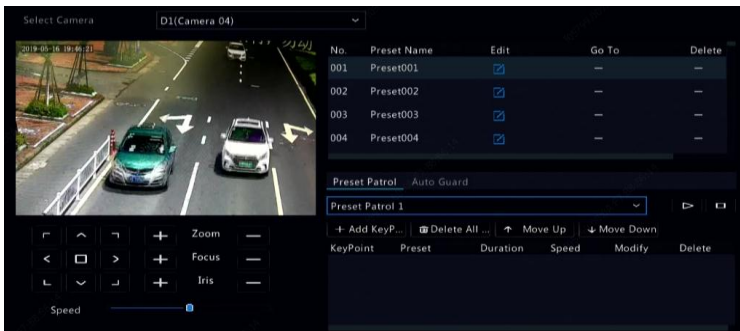 Select Camera D1(Camera 04)
2019-05-16 19:46:21
No. Preset Name Edit Go To Delete
001 Preset001
002 Preset002
003 Preset003
004 Preset004
Preset Patrol Auto Guard
Preset Patrol 1
+ Add KeyP... Delete All ... ↑ Move Up ↓ Move Down
KeyPoint Preset Duration Speed Modify Delete
+ Zoom —
+ Focus —
+ Iris —
Speed